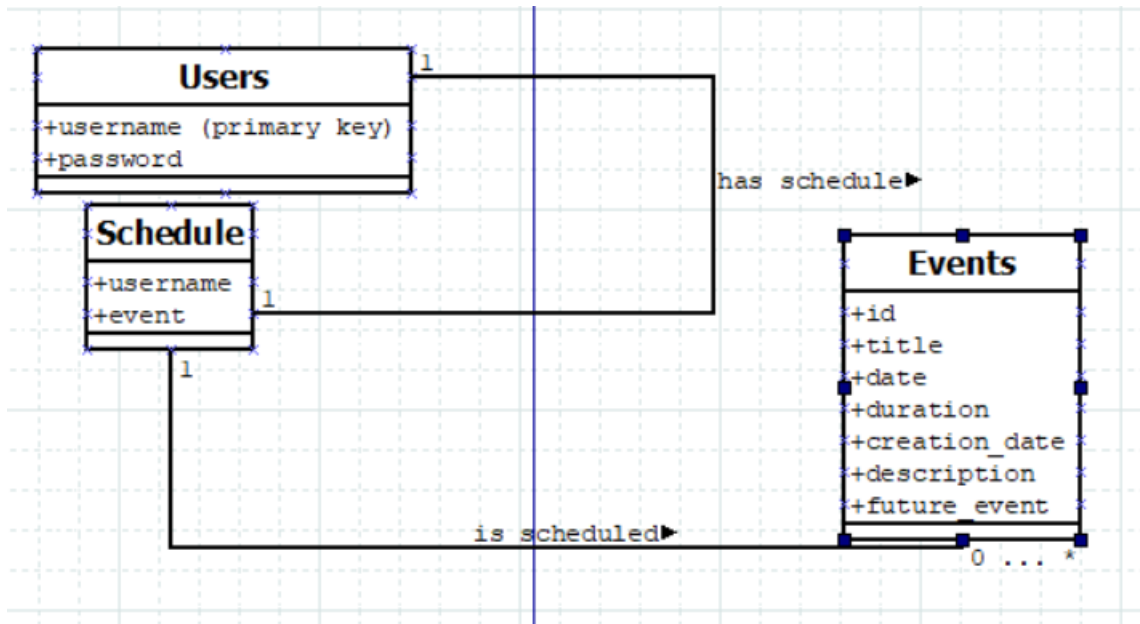 Users
1
+username (primary key)
+password
has schedule▶
Schedule
+username
+event
1
1
Events
+id
+title
+date
+duration
+creation_date
+description
+future_event
is scheduled▶
0 ... *